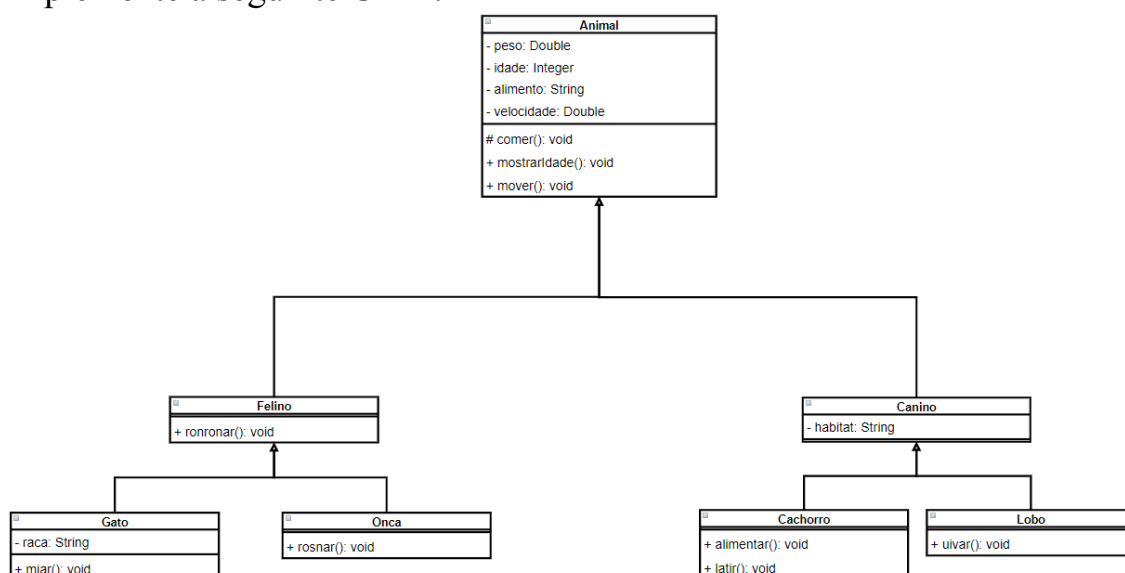 Animal
- peso: Double
- idade: Integer
- alimento: String
- velocidade: Double
# comer(): void
+ mostrarIdade(): void
+ mover(): void
Felino
+ ronronar(): void
Canino
- habitat: String
Gato
- raca: String
+ miar(): void
Onca
+ rosnar(): void
Cachorro
+ alimentar(): void
+ latir(): void
Lobo
+ uivar(): void